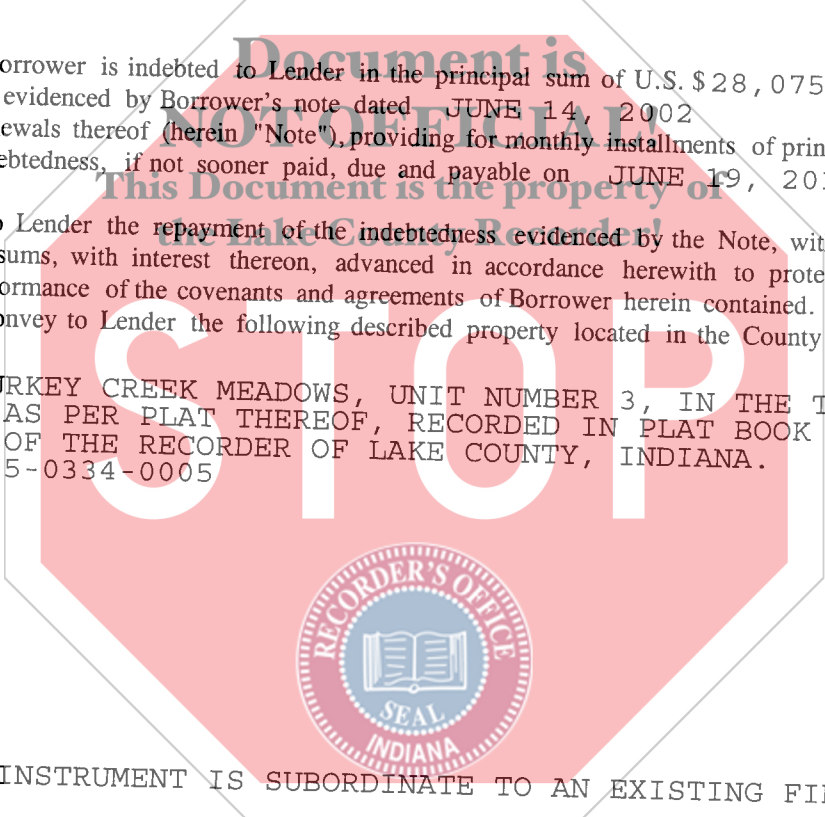 Document is
orrower is indebted to Lender in the principal sum of U.S. $28,075
evidenced by Borrower's note dated JUNE 14, 2002
NOT OFFICIAL!
ewals thereof (herein "Note"), providing for monthly installments of prin
ebtedness, if not sooner paid, due and payable on JUNE 19, 201
This Document is the property of
the Lake County Recorder!
Lender the repayment of the indebtedness evidenced by the Note, wit
sums, with interest thereon, advanced in accordance herewith to prote
ormance of the covenants and agreements of Borrower herein contained.
onvey to Lender the following described property located in the County
STOP
URKEY CREEK MEADOWS, UNIT NUMBER 3, IN THE T
AS PER PLAT THEREOF, RECORDED IN PLAT BOOK
OF THE RECORDER OF LAKE COUNTY, INDIANA.
5-0334-0005
RECORDER'S OFFICE
SEAL
INDIANA
INSTRUMENT IS SUBORDINATE TO AN EXISTING FI